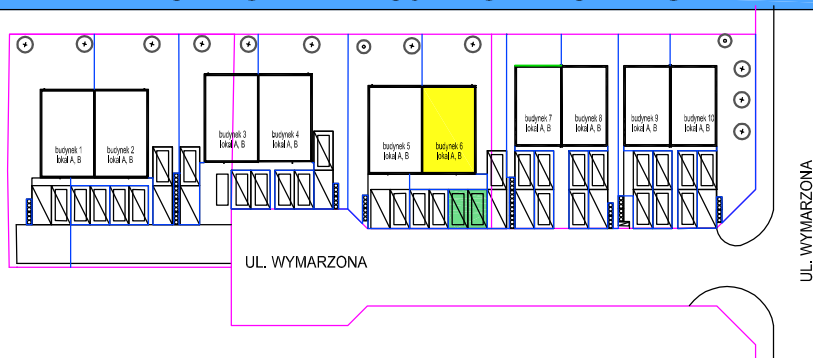 budynek 1
lokal A, B
budynek 2
lokal A, B
budynek 3
lokal A, B
budynek 4
lokal A, B
budynek 5
lokal A, B
budynek 6
lokal A, B
budynek 7
lokal A, B
budynek 8
lokal A, B
budynek 9
lokal A, B
budynek 10
lokal A, B
UL. WYMARZONA
UL. WYMARZONA